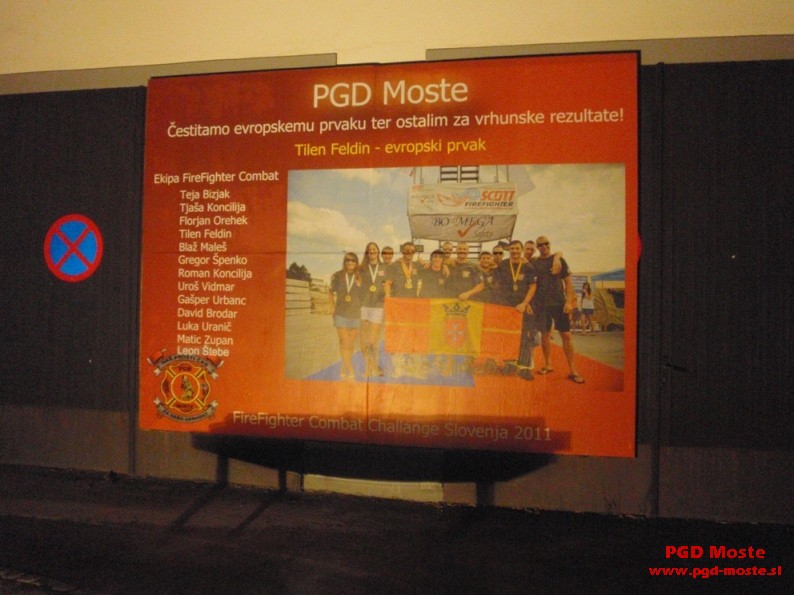 PGD Moste
Čestitamo evropskemu prvaku ter ostalim za vrhunske rezultate!
Tilen Feldin - evropski prvak
Ekipa FireFighter Combat
Teja Bizjak
Tjaša Koncilija
Florjan Orehek
Tilen Feldin
Blaž Maleš
Gregor Špenko
Roman Koncilija
Uroš Vidmar
Gašper Urbanc
David Brodar
Luka Uranič
Matic Zupan
Leon Štebe
SCOTT
FIREFIGHTER
PGD
FireFighter Combat Challange Slovenija 2011
PGD Moste
www.pgd-moste.si